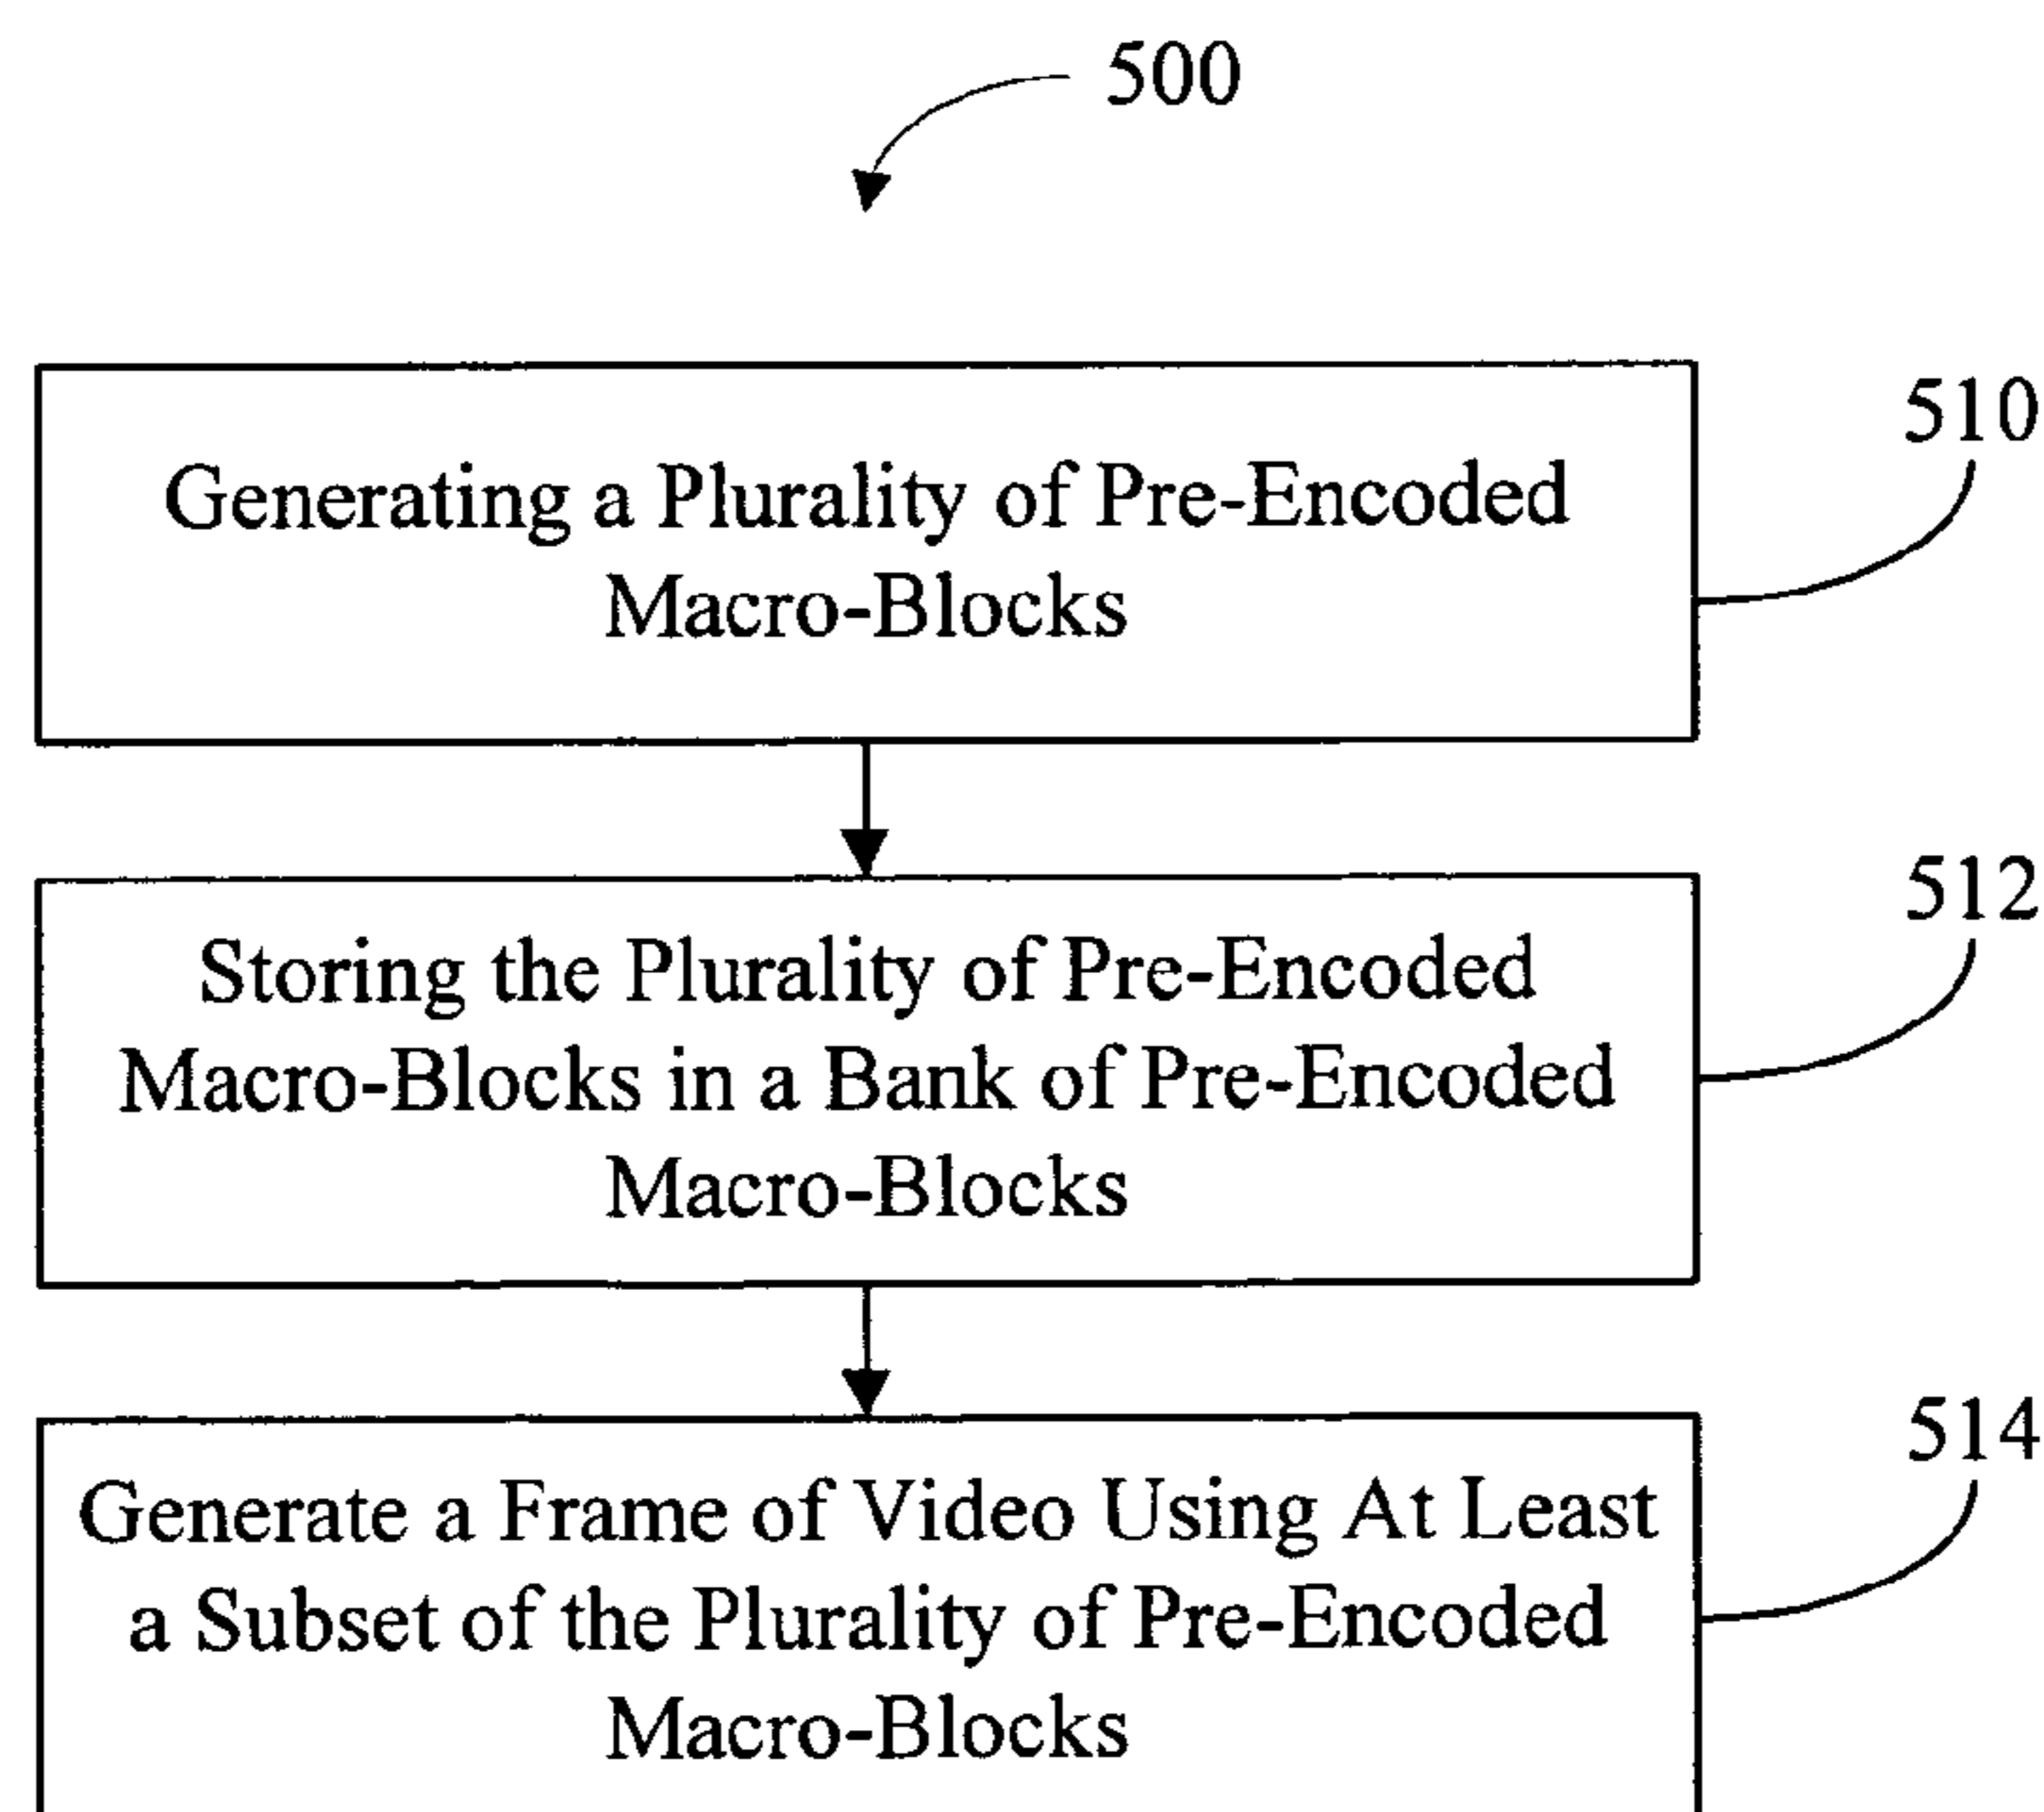 500
510
Generating a Plurality of Pre-Encoded
Macro-Blocks
512
Storing the Plurality of Pre-Encoded
Macro-Blocks in a Bank of Pre-Encoded
Macro-Blocks
514
Generate a Frame of Video Using At Least
a Subset of the Plurality of Pre-Encoded
Macro-Blocks